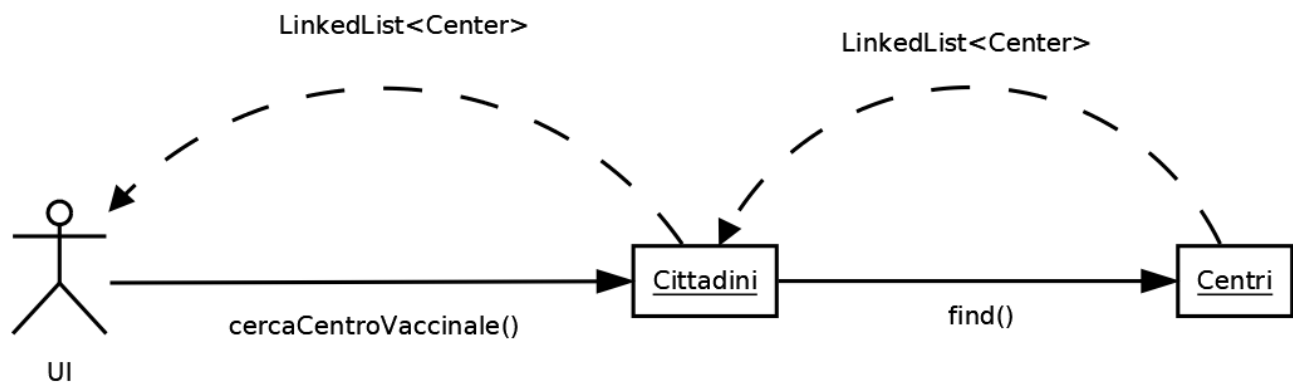 LinkedList<Center>
LinkedList<Center>
Cittadini
Centri
cercaCentroVaccinale()
find()
UI